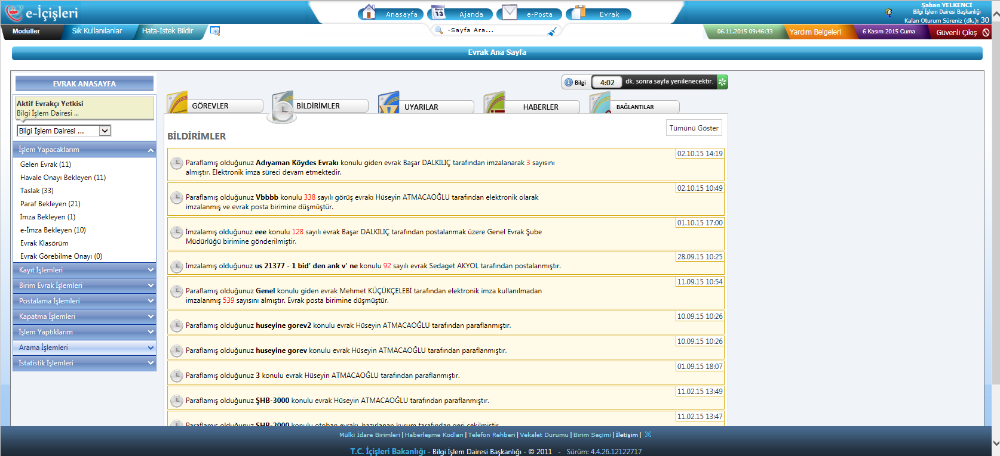 e-İçişleri
Anasayfa
March 13
Ajanda
e-Posta
Evrak
Şaban YELKENCİ
Bilgi İşlem Dairesi Başkanlığı
Kalan Oturum Süreniz (dk.): 30
Modüller
Sık Kullanılanlar
Hata-İstek Bildir
-Sayfa Ara...
06.11.2015 09:46:33
Yardım Belgeleri
6 Kasım 2015 Cuma
Güvenli Çıkış
Evrak Ana Sayfa
EVRAK ANASAYFA
Aktif Evrakçı Yetkisi
Bilgi İşlem Dairesi ...
Bilgi İşlem Dairesi ...
İşlem Yapacaklarım
Gelen Evrak (11)
Havale Onayı Bekleyen (11)
Taslak (33)
Paraf Bekleyen (21)
İmza Bekleyen (1)
e-İmza Bekleyen (10)
Evrak Klasörüm
Evrak Görebilme Onayı (0)
Kayıt İşlemleri
Birim Evrak İşlemleri
Postalama İşlemleri
Kapatma İşlemleri
İşlem Yaptıklarım
Arama İşlemleri
İstatistik İşlemleri
Bilgi
4:02
dk. sonra sayfa yenilenecektir.
GÖREVLER
BİLDİRİMLER
UYARILAR
HABERLER
BAĞLANTILAR
Tümünü Göster
BİLDİRİMLER
02.10.15 14:19
Paraflamış olduğunuz Adıyaman Köydes Evrakı konulu giden evrak Başar DALKILIÇ tarafından imzalanarak 3 sayısını
almıştır. Elektronik imza süreci devam etmektedir.
02.10.15 10:49
Paraflamış olduğunuz Vbbbb konulu 338 sayılı görüş evrakı Hüseyin ATMACAOĞLU tarafından elektronik olarak
imzalanmış ve evrak posta birimine düşmüştür.
01.10.15 17:00
İmzalamış olduğunuz eee konulu 128 sayılı evrak Başar DALKILIÇ tarafından postalanmak üzere Genel Evrak Şube
Müdürlüğü birimine gönderilmiştir.
28.09.15 10:25
İmzalamış olduğunuz us 21377 - 1 bid' den ank v' ne konulu 92 sayılı evrak Sedaget AKYOL tarafından postalanmıştır.
11.09.15 10:54
Paraflamış olduğunuz Genel konulu giden evrak Mehmet KÜÇÜKÇELEBİ tarafından elektronik imza kullanılmadan
imzalanmış 539 sayısını almıştır. Evrak posta birimine düşmüştür.
10.09.15 10:26
Paraflamış olduğunuz huseyine gorev2 konulu evrak Hüseyin ATMACAOĞLU tarafından paraflanmıştır.
10.09.15 10:26
Paraflamış olduğunuz huseyine gorev konulu evrak Hüseyin ATMACAOĞLU tarafından paraflanmıştır.
01.09.15 18:07
Paraflamış olduğunuz 3 konulu evrak Hüseyin ATMACAOĞLU tarafından paraflanmıştır.
11.02.15 13:49
Paraflamış olduğunuz ŞHB-3000 konulu evrak Hüseyin ATMACAOĞLU tarafından paraflanmıştır.
11.02.15 13:47
Paraflamış olduğunuz ŞHB-2000 konulu otoban evrakı, hazırlanan kurum tarafından geri çekilmiştir.
Mülki İdare Birimleri | Haberleşme Kodları | Telefon Rehberi | Vekalet Durumu | Birim Seçimi | İletişim |
T.C. İçişleri Bakanlığı - Bilgi İşlem Dairesi Başkanlığı - © 2011 - Sürüm: 4.4.26.12122717